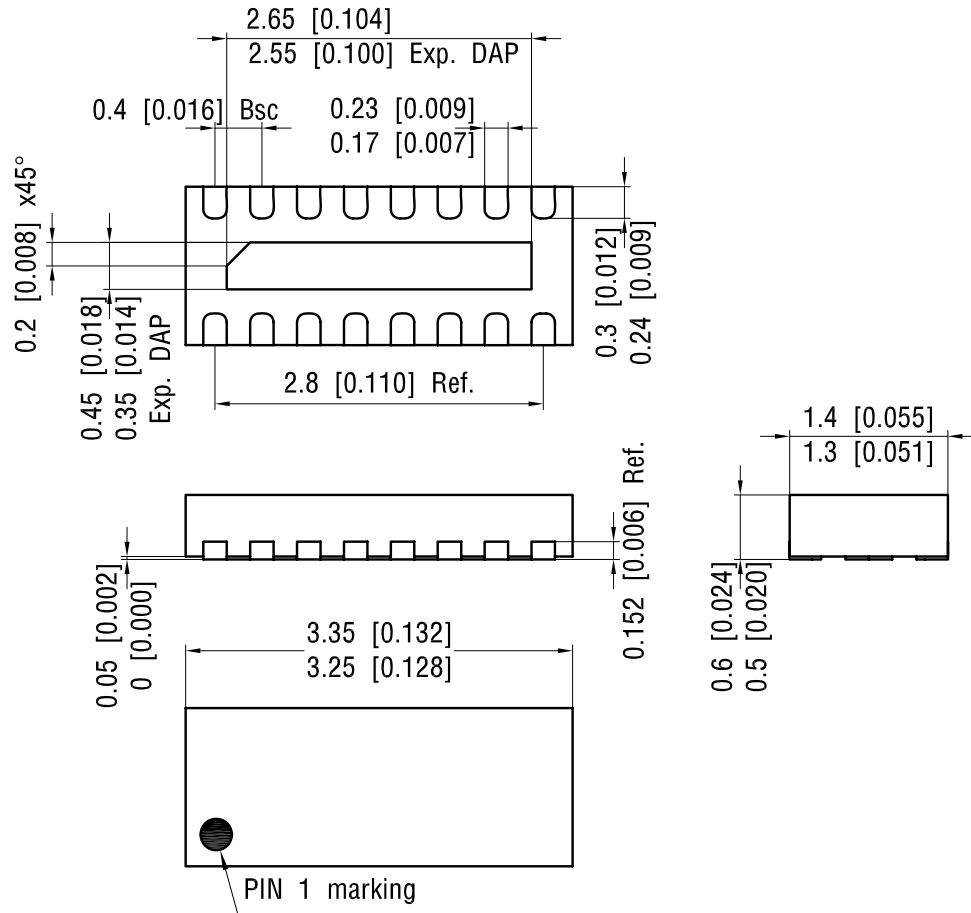 2.65 [0.104]
2.55 [0.100] Exp. DAP
0.4 [0.016] Bsc
0.23 [0.009]
0.17 [0.007]
0.2 [0.008] x45°
0.45 [0.018]
0.35 [0.014]
Exp. DAP
0.3 [0.012]
0.24 [0.009]
2.8 [0.110] Ref.
1.4 [0.055]
1.3 [0.051]
0.05 [0.002]
0 [0.000]
0.152 [0.006] Ref.
0.6 [0.024]
0.5 [0.020]
3.35 [0.132]
3.25 [0.128]
PIN 1 marking